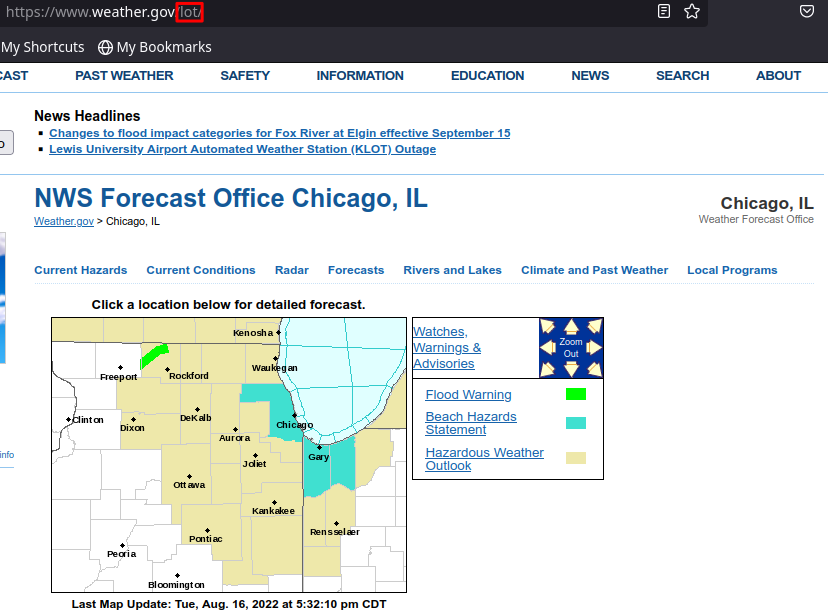 https://www.weather.gov/lot/
My Shortcuts My Bookmarks
CAST PAST WEATHER SAFETY INFORMATION EDUCATION NEWS SEARCH ABOUT
News Headlines
Changes to flood impact categories for Fox River at Elgin effective September 15
Lewis University Airport Automated Weather Station (KLOT) Outage
o
NWS Forecast Office Chicago, IL
Weather.gov > Chicago, IL
Chicago, IL
Weather Forecast Office
Current Hazards Current Conditions Radar Forecasts Rivers and Lakes Climate and Past Weather Local Programs
Click a location below for detailed forecast.
Kenosha
Freeport
Rockford
Waukegan
Clinton
Dixon
DeKalb
Chicago
Aurora
Joliet
Gary
Ottawa
Kankakee
Pontiac
Rensselaer
Peoria
Bloomington
Watches,
Warnings &
Advisories
Zoom
Out
Flood Warning
Beach Hazards
Statement
Hazardous Weather
Outlook
info
Last Map Update: Tue, Aug. 16, 2022 at 5:32:10 pm CDT